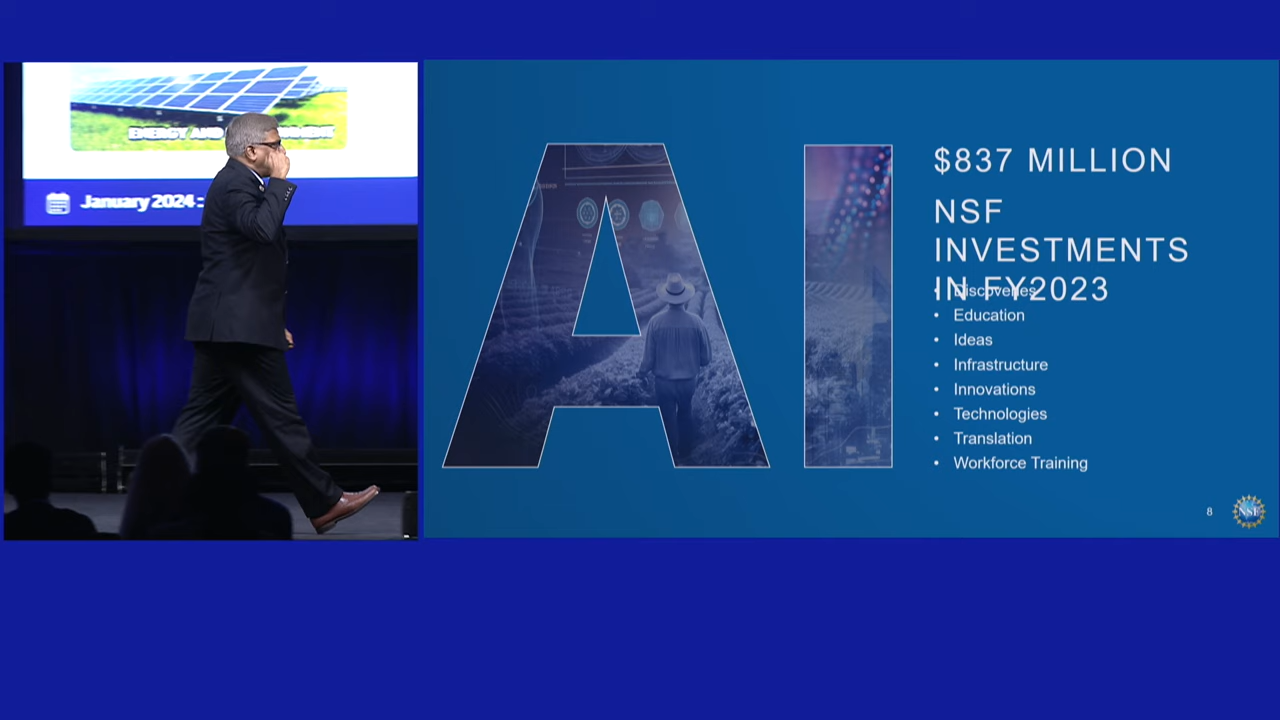 ENERGY AND
January 2024 :
AI
$837 MILLION
NSF
INVESTMENTS
IN FY2023
• Discoveries
• Education
• Ideas
• Infrastructure
• Innovations
• Technologies
• Translation
• Workforce Training
8
NSF